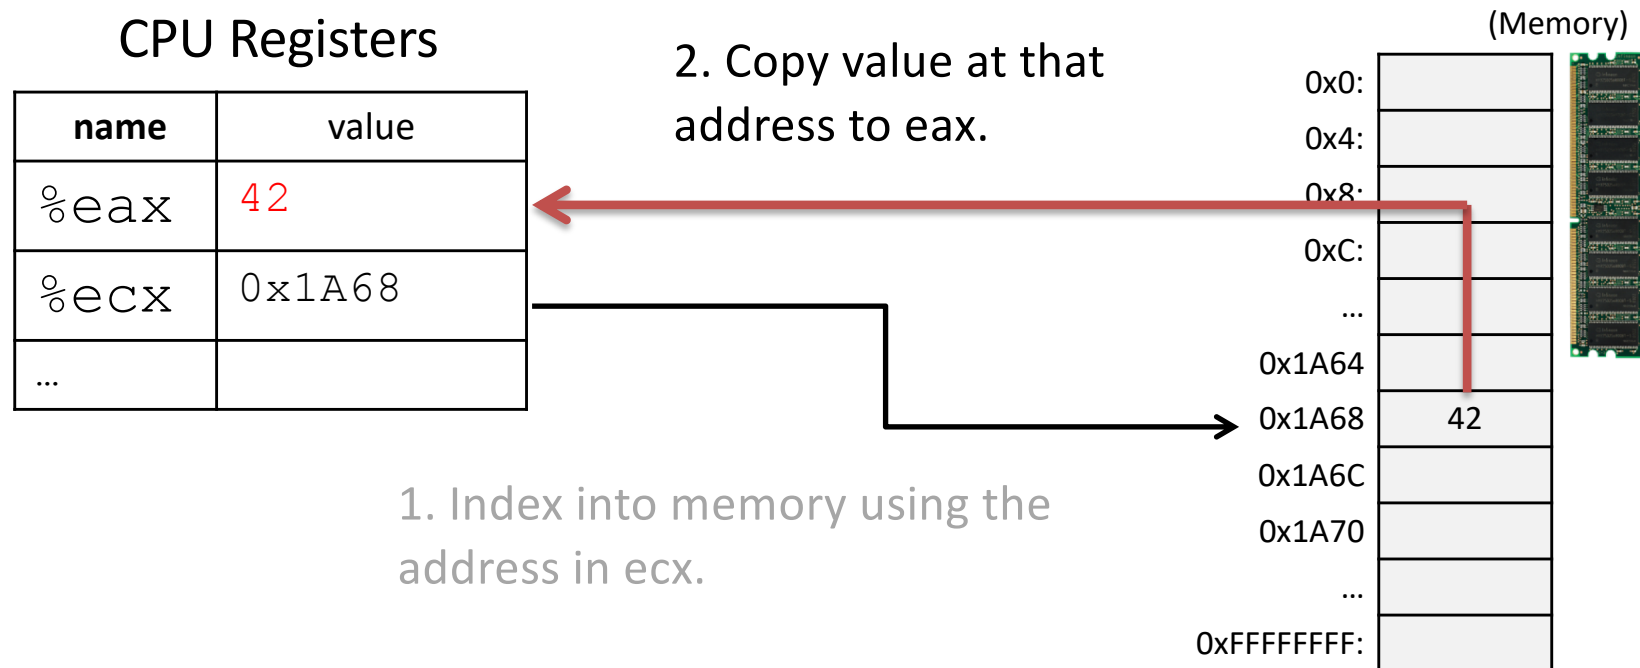 CPU Registers
name value
%eax 42
%ecx 0x1A68
…
2. Copy value at that
address to eax.
1. Index into memory using the
address in ecx.
(Memory)
0x0:
0x4:
0x8:
0xC:
…
0x1A64
0x1A68 42
0x1A6C
0x1A70
…
0xFFFFFFFF: